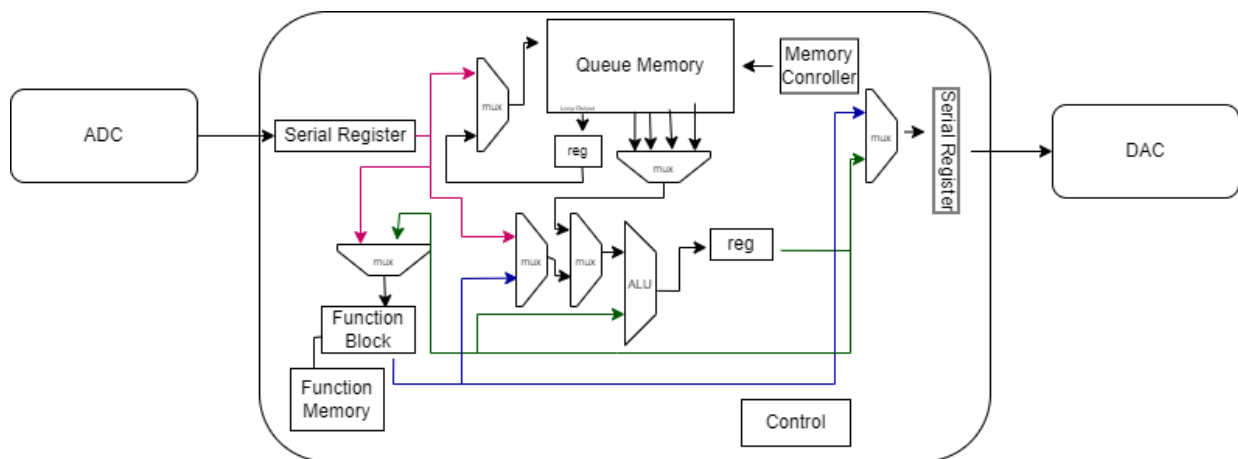 Queue Memory
Memory
Conroller
Loop Output
mux
mux
ADC
Serial Register
reg
mux
Serial Register
DAC
mux
mux
mux
reg
ALU
Function
Block
Function
Memory
Control